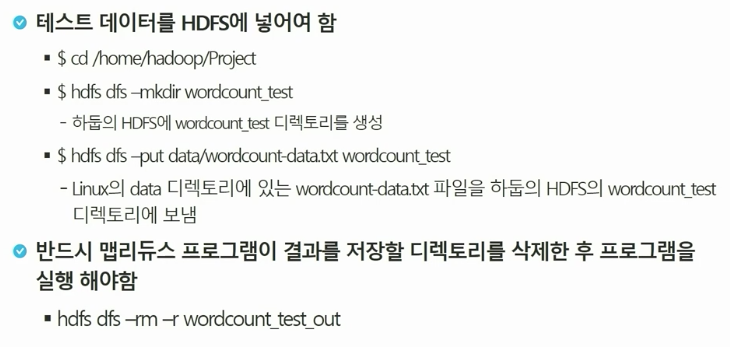 테스트 데이터를 HDFS에 넣어여 함
▪ $ cd /home/hadoop/Project
▪ $ hdfs dfs –mkdir wordcount_test
- 하둡의 HDFS에 wordcount_test 디렉토리를 생성
▪ $ hdfs dfs –put data/wordcount-data.txt wordcount_test
- Linux의 data 디렉토리에 있는 wordcount-data.txt 파일을 하둡의 HDFS의 wordcount_test
디렉토리에 보냄
반드시 맵리듀스 프로그램이 결과를 저장할 디렉토리를 삭제한 후 프로그램을
실행 해야함
▪ hdfs dfs –rm –r wordcount_test_out